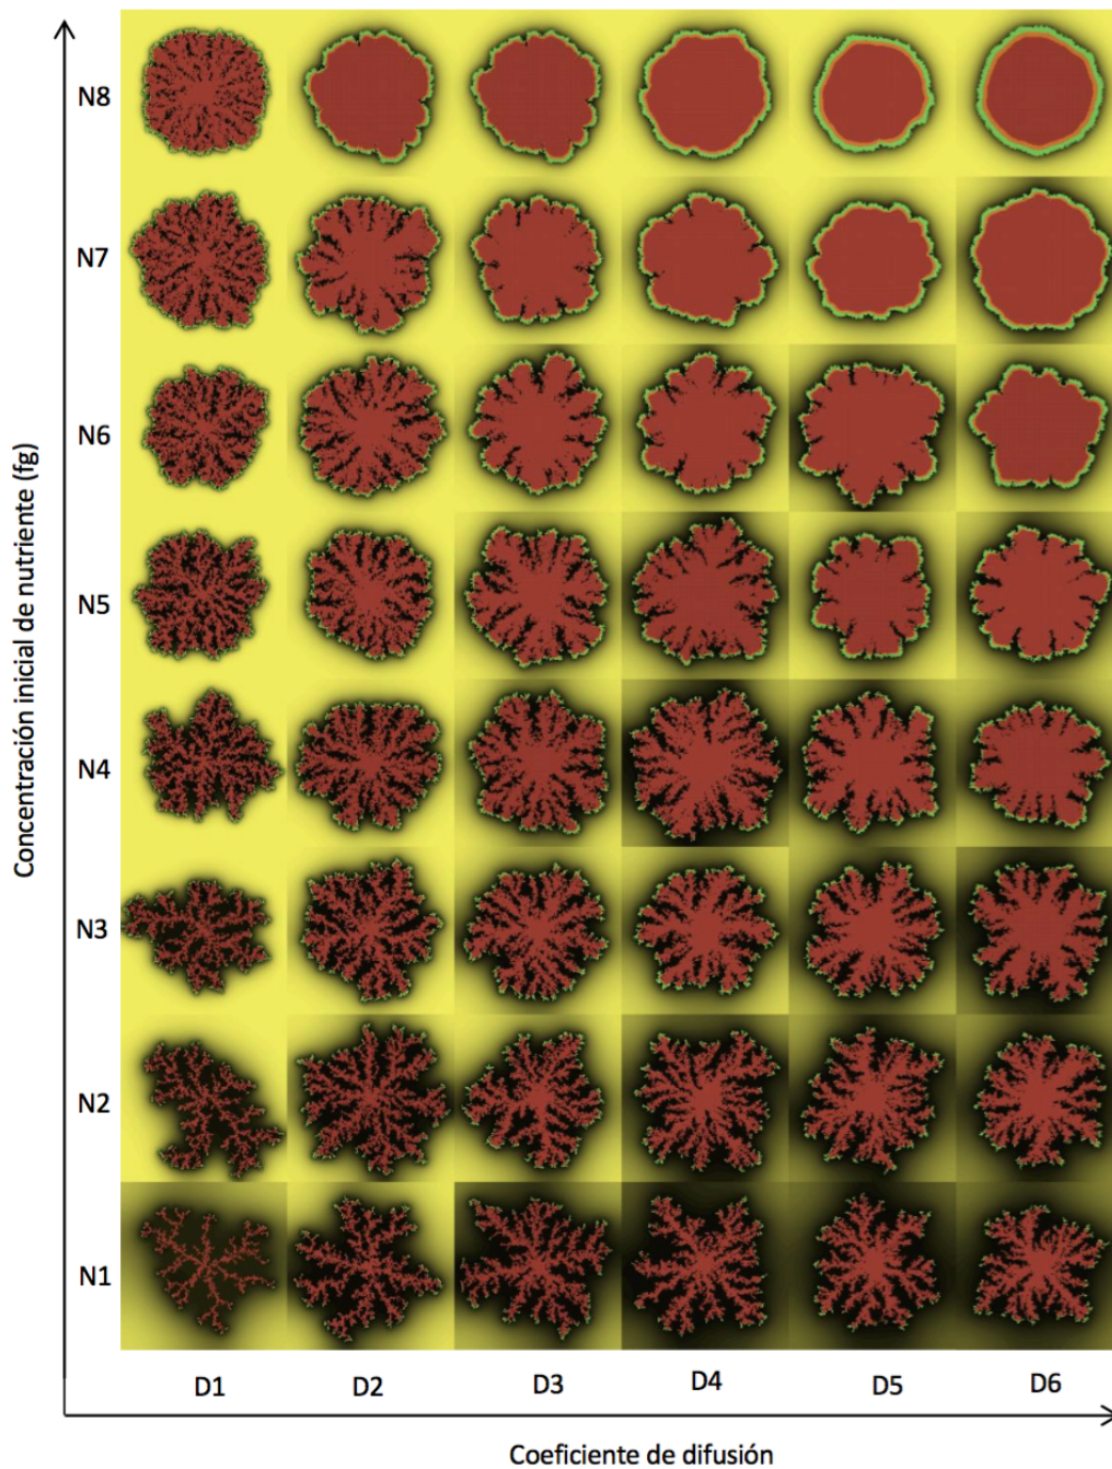 Concentración inicial de nutriente (fg)
N8
N7
N6
N5
N4
N3
N2
N1
D1 D2 D3 D4 D5 D6
Coeficiente de difusión